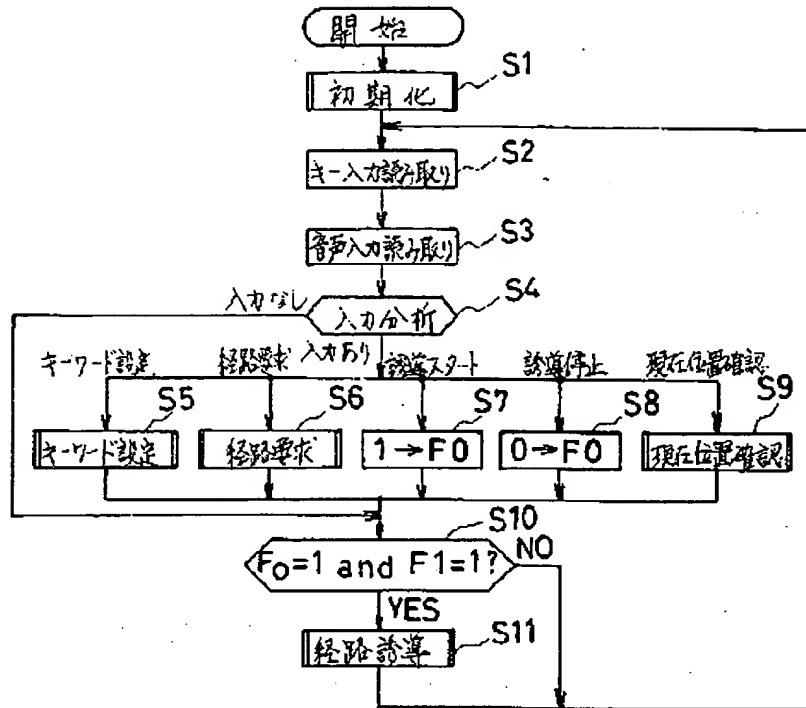 開始
初期化
S1
キー入力読み取り
S2
音声入力読み取り
S3
入力分析
S4
入力なし
入力あり
キーワード設定
経路要求
誘導スタート
誘導停止
現在位置確認
S5
S6
S7
S8
S9
キーワード設定
経路要求
1→F0
0→F0
現在位置確認
S10
F0=1 and F1=1?
NO
YES
経路誘導
S11